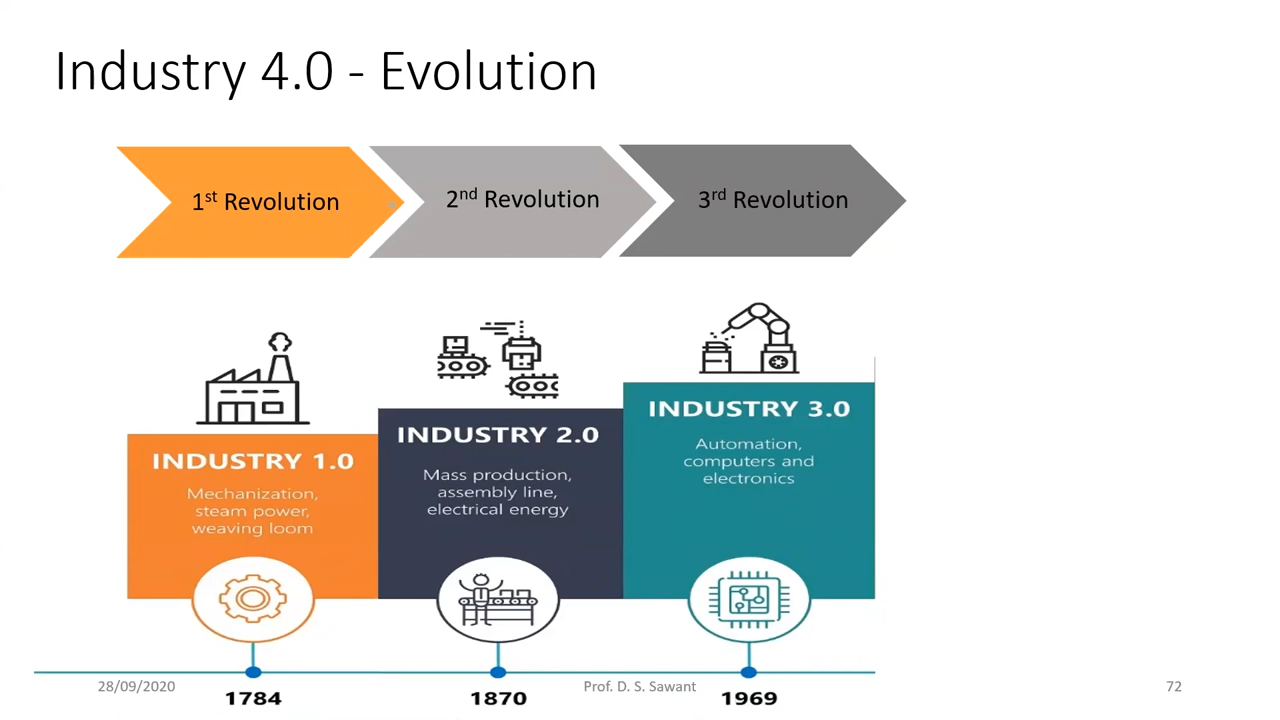 Industry 4.0 - Evolution
1st Revolution
2nd Revolution
3rd Revolution
INDUSTRY 1.0
Mechanization,
steam power,
weaving loom
INDUSTRY 2.0
Mass production,
assembly line,
electrical energy
INDUSTRY 3.0
Automation,
computers and
electronics
28/09/2020
Prof. D. S. Sawant
72
1784
1870
1969